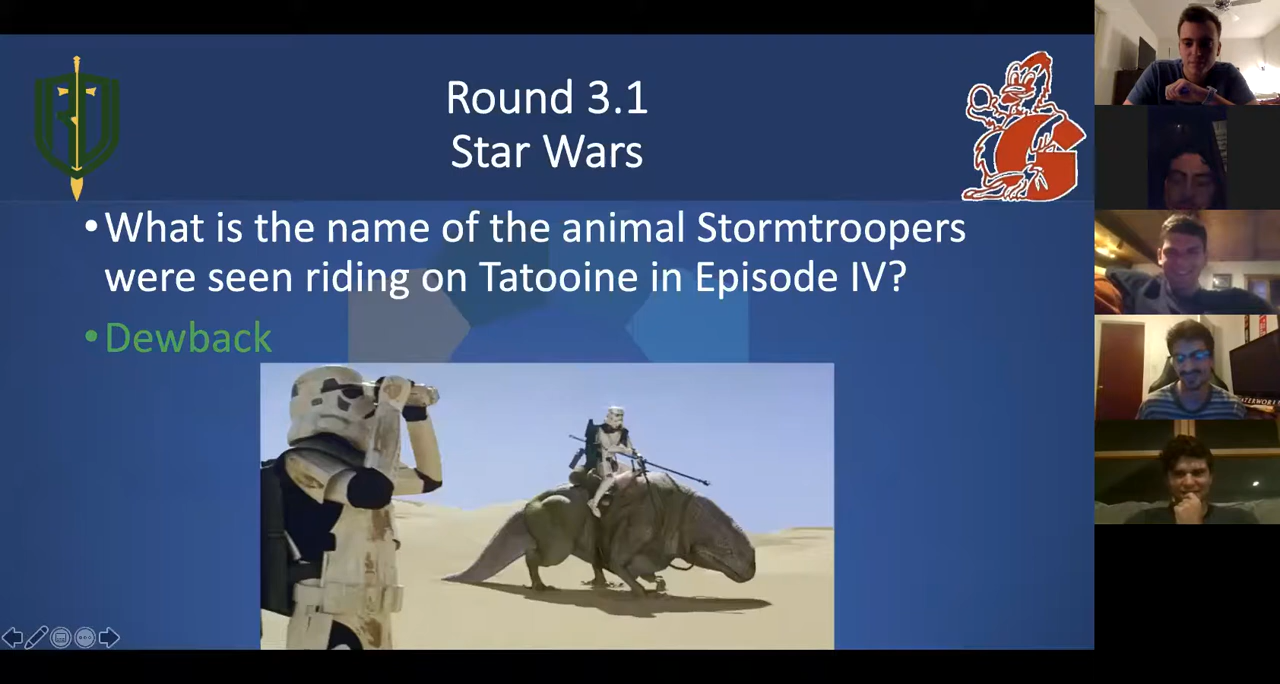 Round 3.1
Star Wars
•What is the name of the animal Stormtroopers
were seen riding on Tatooine in Episode IV?
•Dewback
G